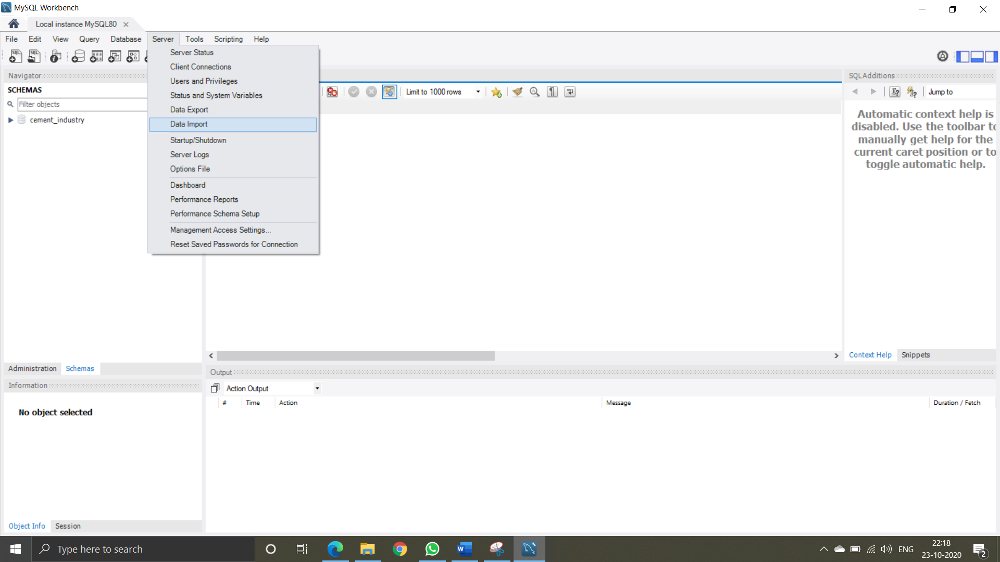 MySQL Workbench
Local instance MySQL80
File Edit View Query Database Server Tools Scripting Help
Server Status
Client Connections
Users and Privileges
Status and System Variables
Data Export
Data Import
Startup/Shutdown
Server Logs
Options File
Dashboard
Performance Reports
Performance Schema Setup
Management Access Settings...
Reset Saved Passwords for Connection
SQL SQL
Navigator
SCHEMAS
Filter objects
cement_industry
Limit to 1000 rows
SQLAdditions
Jump to
Automatic context help is
disabled. Use the toolbar to
manually get help for the
current caret position or to
toggle automatic help.
Context Help Snippets
Administration Schemas
Information
No object selected
Object Info Session
Output
Action Output
# Time Action Message Duration / Fetch
Type here to search
ENG
22:18
23-10-2020
2